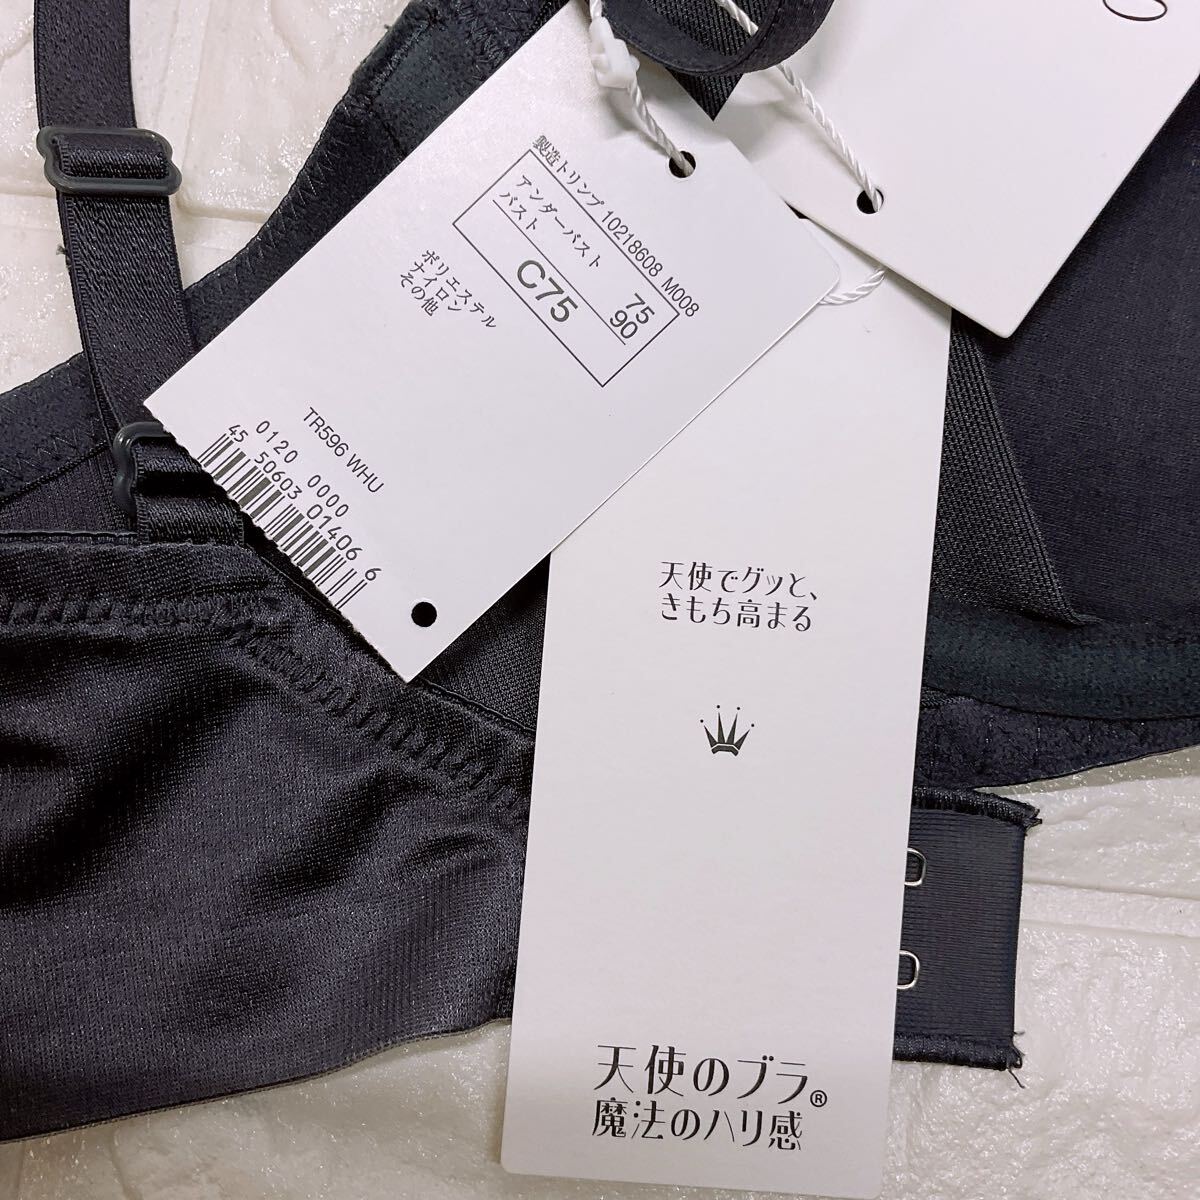 製造トリンプ 10218608 M008
アンダーバスト 75
バスト 90
C75
ポリエステル
ナイロン
その他
TR596 WHU
0120 0000
45 50603 01406 6
天使でグッと、
きもち高まる
天使のブラ®
魔法のハリ感